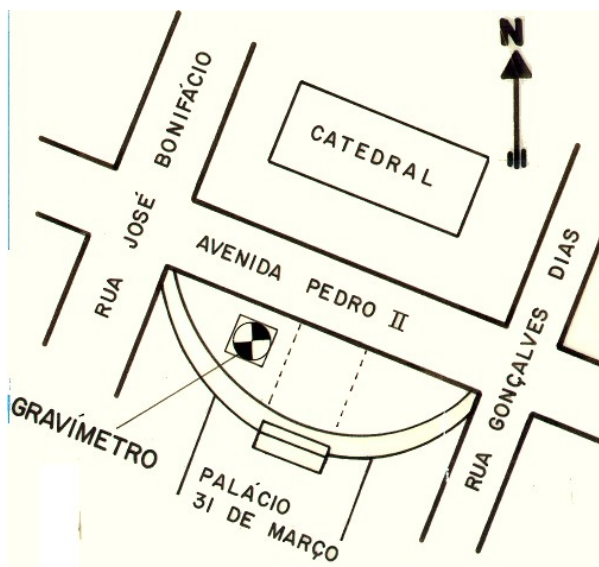 N
CATEDRAL
RUA JOSÉ BONIFÁCIO
AVENIDA PEDRO II
RUA GONÇALVES DIAS
GRAVÍMETRO
PALÁCIO
31 DE MARÇO